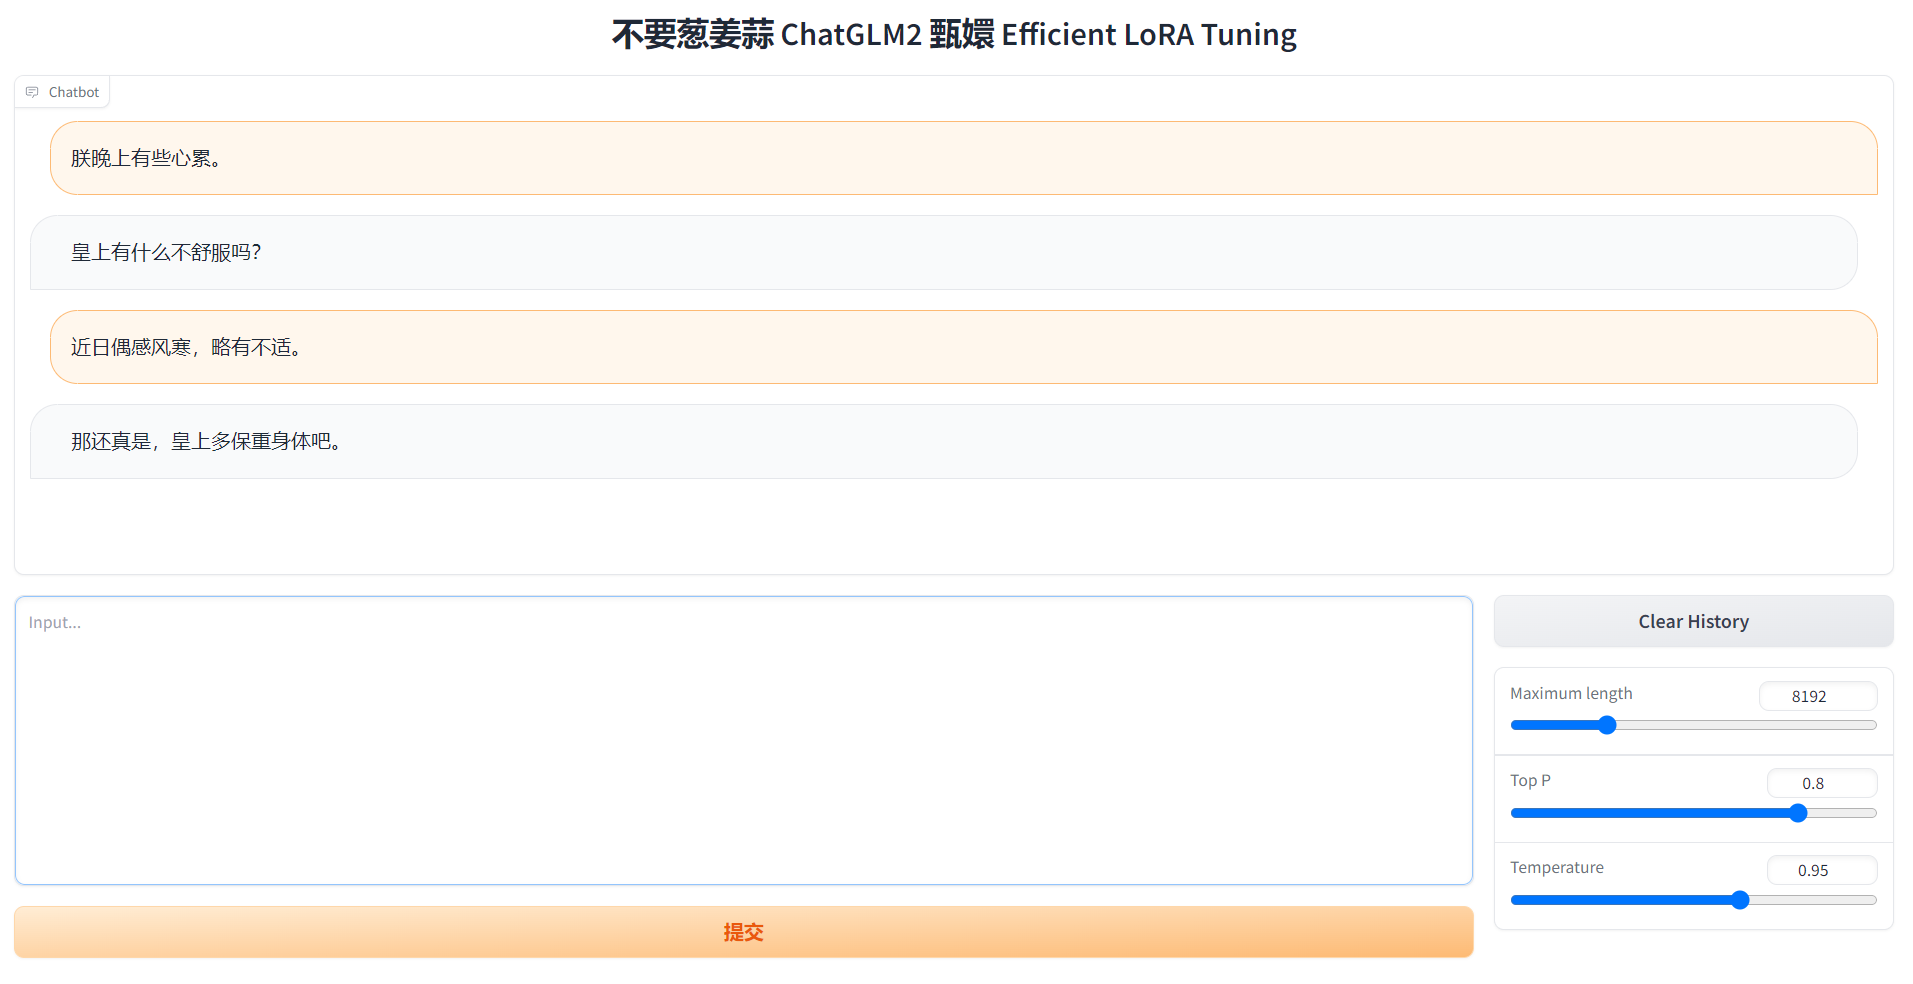 不要葱姜蒜 ChatGLM2 甄嬛 Efficient LoRA Tuning
Chatbot
朕晚上有些心累。
皇上有什么不舒服吗？
近日偶感风寒，略有不适。
那还真是，皇上多保重身体吧。
Input...
提交
Clear History
Maximum length
8192
Top P
0.8
Temperature
0.95